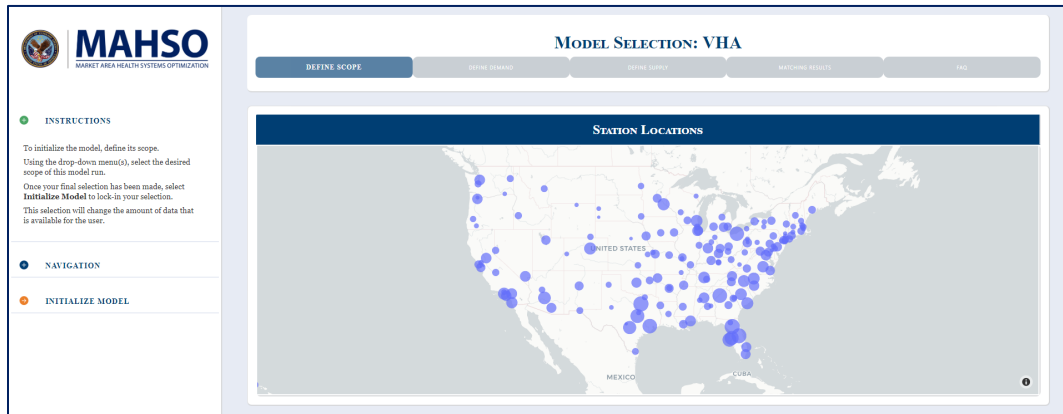 MAHSO
MARKET AREA HEALTH SYSTEMS OPTIMIZATION
INSTRUCTIONS
To initialize the model, define its scope.
Using the drop-down menu(s), select the desired
scope of this model run.
Once your final selection has been made, select
Initialize Model to lock-in your selection.
This selection will change the amount of data that
is available for the user.
NAVIGATION
INITIALIZE MODEL
MODEL SELECTION: VHA
DEFINE SCOPE
DEFINE DEMAND
DEFINE SUPPLY
MATCHING RESULTS
FAQ
STATION LOCATIONS
UNITED STATES
MEXICO
CUBA